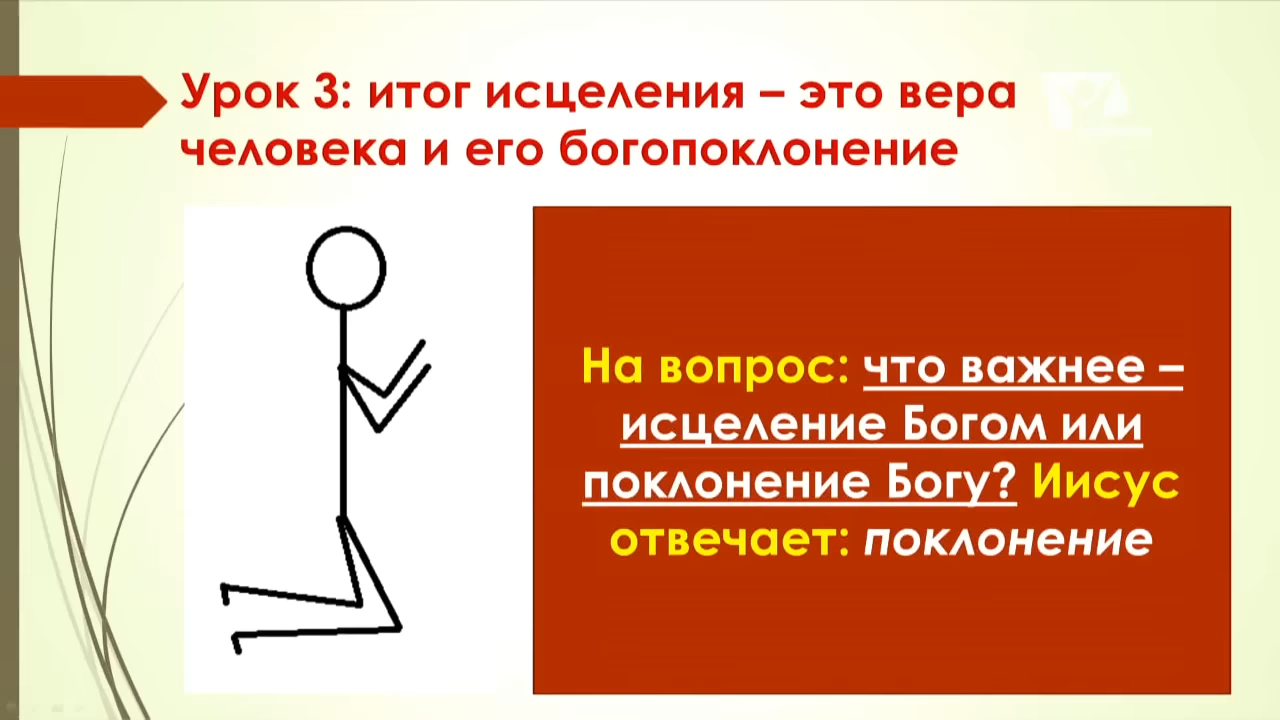 Урок 3: итог исцеления – это вера
человека и его богопоклонение
На вопрос: что важнее –
исцеление Богом или
поклонение Богу? Иисус
отвечает: поклонение